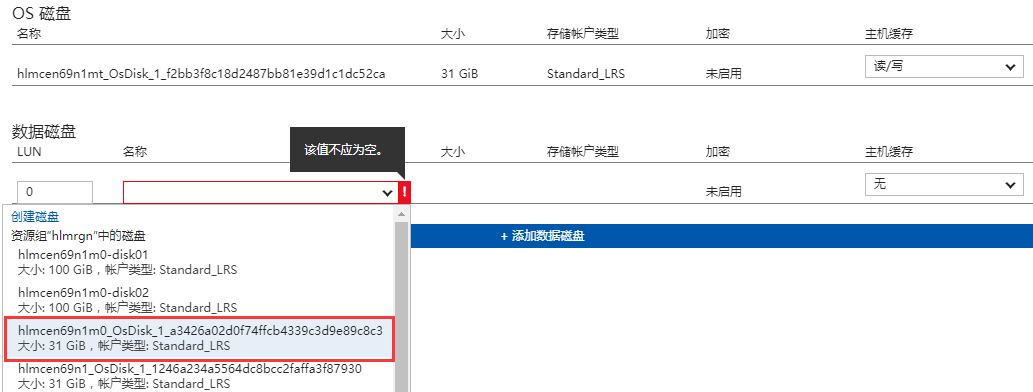 OS 磁盘
名称 大小 存储帐户类型 加密 主机缓存
hlmcen69n1mt_OsDisk_1_f2bb3f8c18d2487bb81e39d1c1dc52ca 31 GiB Standard_LRS 未启用 读/写
数据磁盘
该值不应为空。
LUN 名称 大小 存储帐户类型 加密 主机缓存
0 ! 未启用 无
创建磁盘
资源组"hlmrgn"中的磁盘
+ 添加数据磁盘
hlmcen69n1m0-disk01
大小: 100 GiB，帐户类型: Standard_LRS
hlmcen69n1m0-disk02
大小: 100 GiB，帐户类型: Standard_LRS
hlmcen69n1m0_OsDisk_1_a3426a02d0f74ffcb4339c3d9e89c8c3
大小: 31 GiB，帐户类型: Standard_LRS
hlmcen69n1_OsDisk_1_1246a234a5564dc8bcc2faffa3f87930
大小: 31 GiB，帐户类型: Standard_LRS